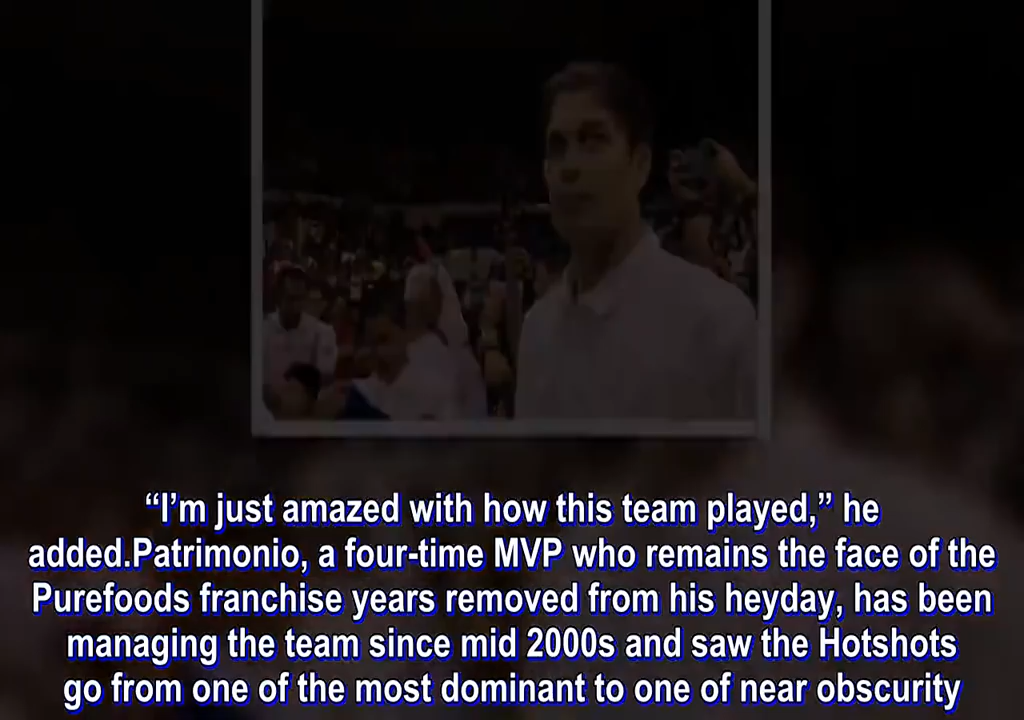 “I’m just amazed with how this team played,” he
added.Patrimonio, a four-time MVP who remains the face of the
Purefoods franchise years removed from his heyday, has been
managing the team since mid 2000s and saw the Hotshots
go from one of the most dominant to one of near obscurity